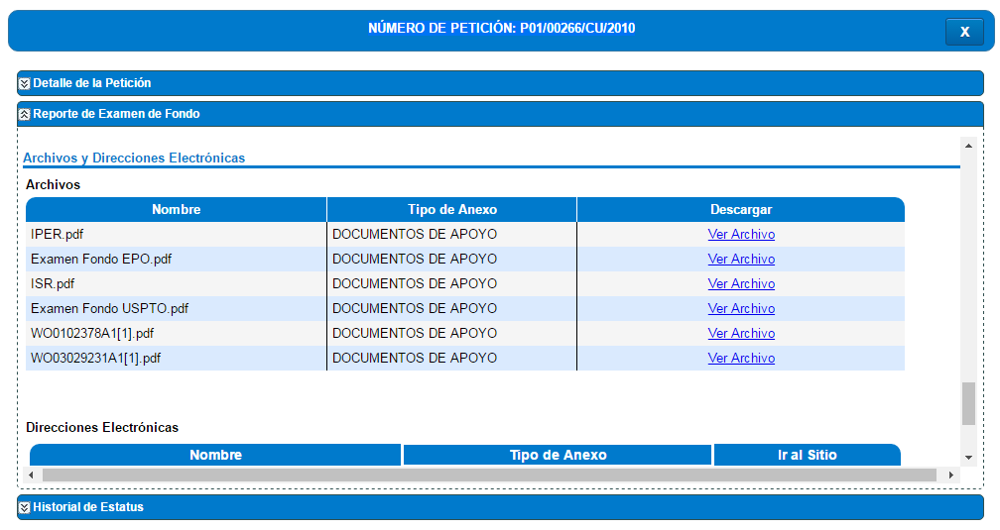 NÚMERO DE PETICIÓN: P01/00266/CU/2010
X
Detalle de la Petición
Reporte de Examen de Fondo
Archivos y Direcciones Electrónicas
Archivos
Nombre Tipo de Anexo Descargar
IPER.pdf DOCUMENTOS DE APOYO Ver Archivo
Examen Fondo EPO.pdf DOCUMENTOS DE APOYO Ver Archivo
ISR.pdf DOCUMENTOS DE APOYO Ver Archivo
Examen Fondo USPTO.pdf DOCUMENTOS DE APOYO Ver Archivo
WO0102378A1[1].pdf DOCUMENTOS DE APOYO Ver Archivo
WO03029231A1[1].pdf DOCUMENTOS DE APOYO Ver Archivo
Direcciones Electrónicas
Nombre Tipo de Anexo Ir al Sitio
Historial de Estatus